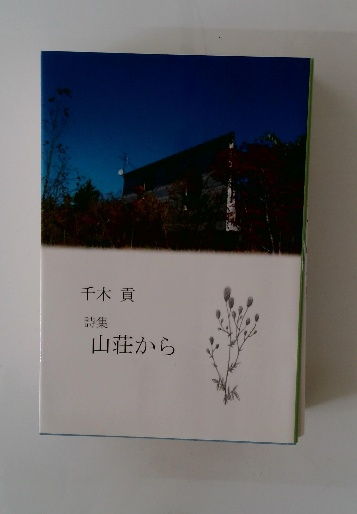 千木 貢
詩集
山荘から